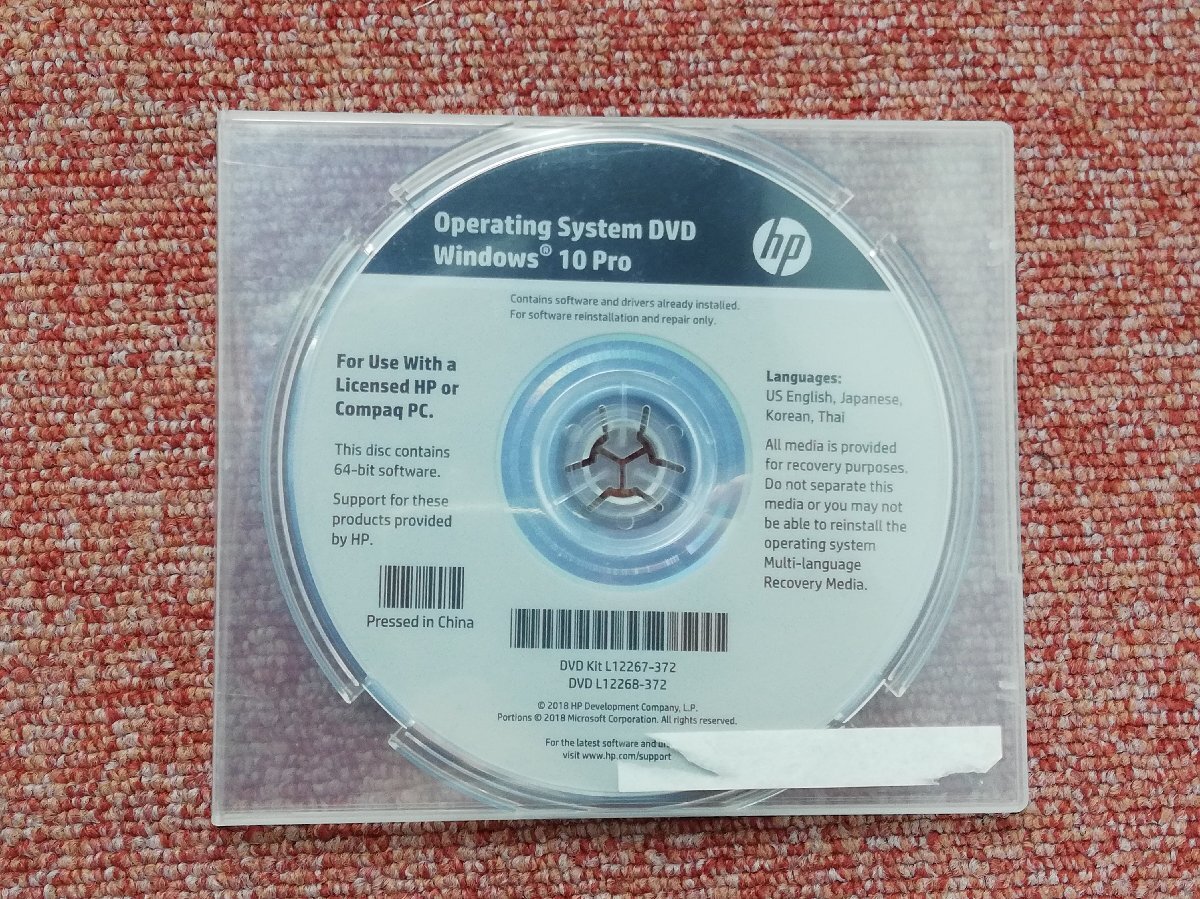 Operating System DVD
Windows® 10 Pro
hp
Contains software and drivers already installed.
For software reinstallation and repair only.
For Use With a
Licensed HP or
Compaq PC.
This disc contains
64-bit software.
Support for these
products provided
by HP.
Pressed in China
Languages:
US English, Japanese,
Korean, Thai
All media is provided
for recovery purposes.
Do not separate this
media or you may not
be able to reinstall the
operating system
Multi-language
Recovery Media.
DVD Kit L12267-372
DVD L12268-372
© 2018 HP Development Company, L.P.
Portions © 2018 Microsoft Corporation. All rights reserved.
For the latest software and
visit www.hp.com/support